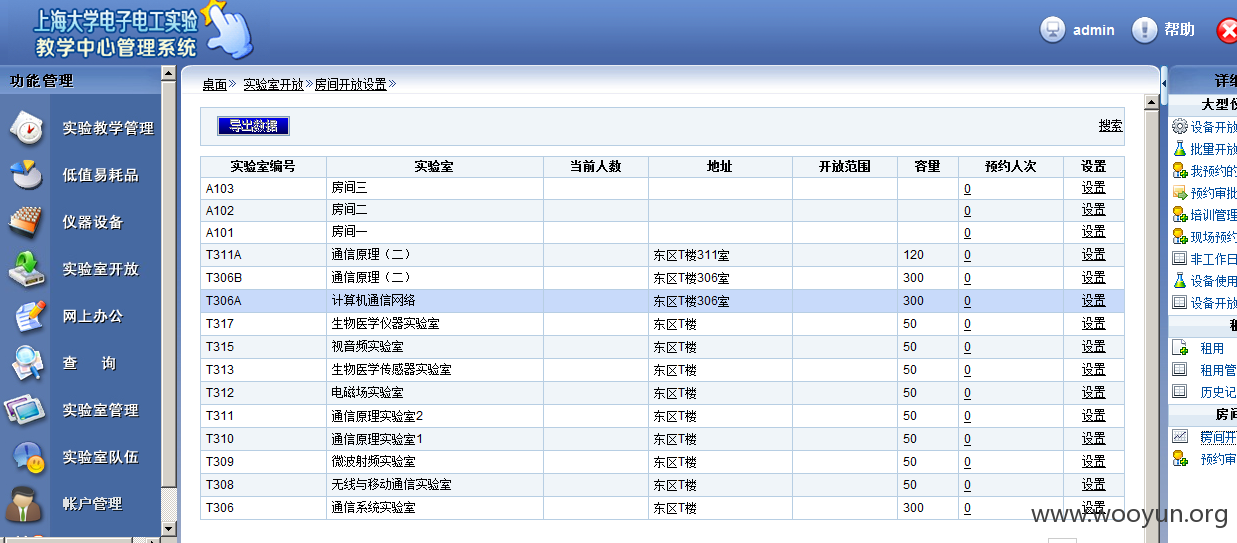 上海大学电子电工实验
教学中心管理系统
admin
帮助
功能管理
实验教学管理
低值易耗品
仪器设备
实验室开放
网上办公
查 询
实验室管理
实验室队伍
帐户管理
桌面» 实验室开放» 房间开放设置»
导出数据
搜索
实验室编号 实验室 当前人数 地址 开放范围 容量 预约人次 设置
A103 房间三 0 设置
A102 房间二 0 设置
A101 房间一 0 设置
T311A 通信原理（二） 东区T楼311室 120 0 设置
T306B 通信原理（二） 东区T楼306室 300 0 设置
T306A 计算机通信网络 东区T楼306室 300 0 设置
T317 生物医学仪器实验室 东区T楼 50 0 设置
T315 视音频实验室 东区T楼 50 0 设置
T313 生物医学传感器实验室 东区T楼 50 0 设置
T312 电磁场实验室 东区T楼 50 0 设置
T311 通信原理实验室2 东区T楼 50 0 设置
T310 通信原理实验室1 东区T楼 50 0 设置
T309 微波射频实验室 东区T楼 50 0 设置
T308 无线与移动通信实验室 东区T楼 50 0 设置
T306 通信系统实验室 东区T楼 300 0 设置
详细
大型仪
设备开放
批量开放
我预约的
预约审批
培训管理
现场预约
非工作日
设备使用
设备开放
租
租用
租用管
历史记
房间
房间开
预约审
www.wooyun.org